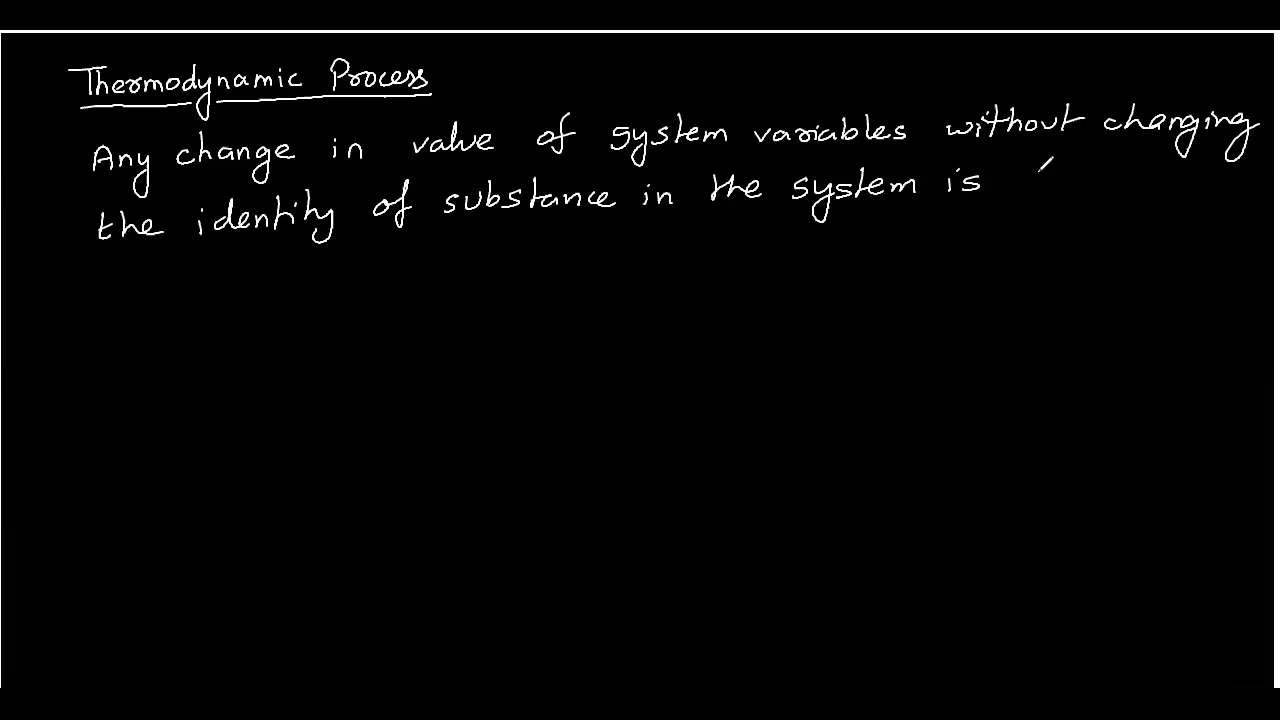 Thermodynamic Process
Any change in value of system variables without changing
the identity of substance in the system is